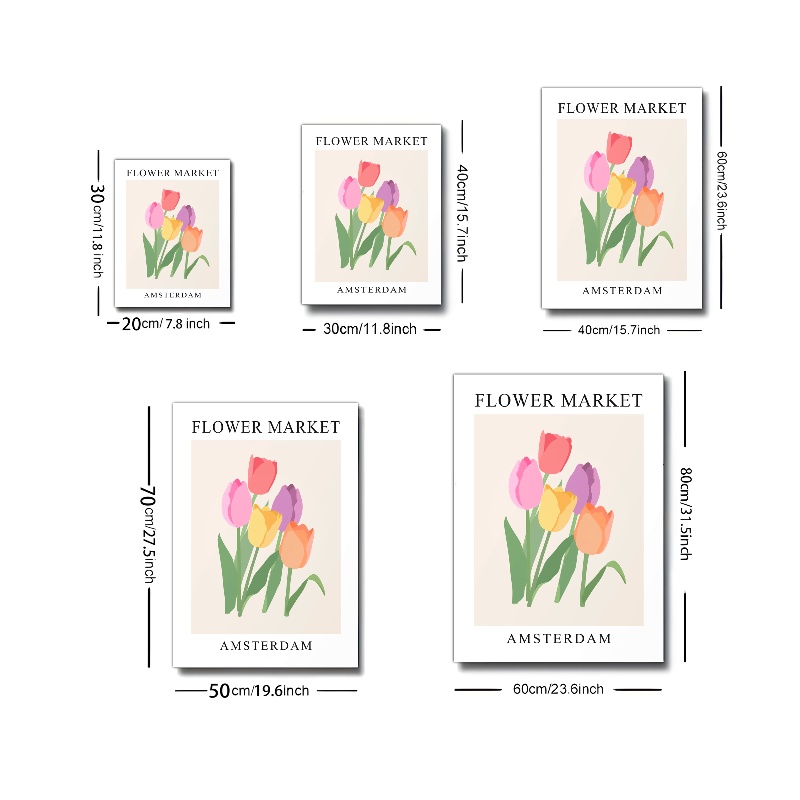 FLOWER MARKET
AMSTERDAM
30cm/11.8 inch
20cm/ 7.8 inch
FLOWER MARKET
AMSTERDAM
40cm/15.7inch
30cm/11.8inch
FLOWER MARKET
AMSTERDAM
60cm/23.6inch
40cm/15.7inch
FLOWER MARKET
AMSTERDAM
70cm/27.5inch
50cm/19.6inch
FLOWER MARKET
AMSTERDAM
80cm/31.5inch
60cm/23.6inch